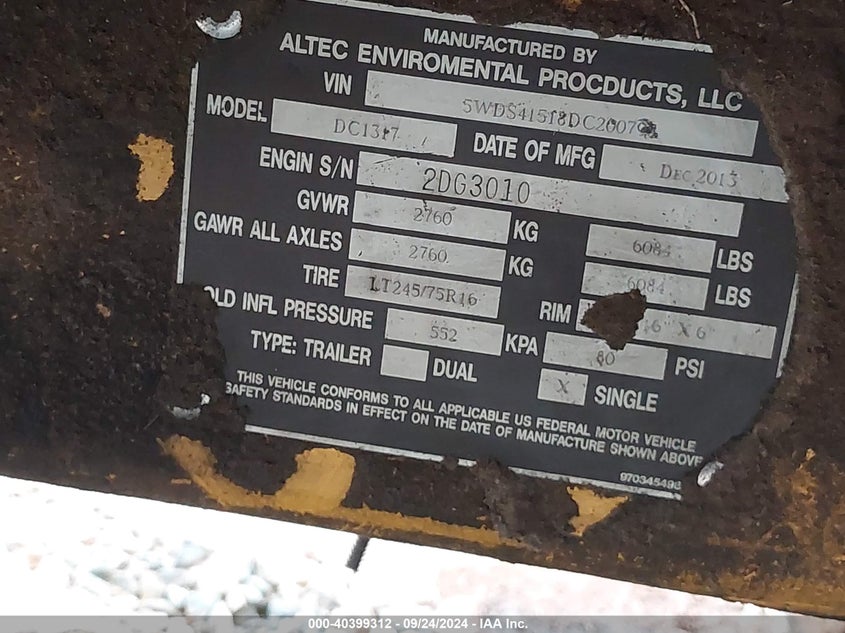 MANUFACTURED BY
ALTEC ENVIROMENTAL PROCDUCTS, LLC
VIN
MODEL DC1317 DATE OF MFG DEC 2013
ENGIN S/N 2DG3010
GVWR 2760 KG 6084 LBS
GAWR ALL AXLES 2760 KG 6084 LBS
TIRE LT245/75R16 RIM X 6
OLD INFL PRESSURE 552 KPA 80 PSI
TYPE: TRAILER DUAL X SINGLE
THIS VEHICLE CONFORMS TO ALL APPLICABLE US FEDERAL MOTOR VEHICLE
SAFETY STANDARDS IN EFFECT ON THE DATE OF MANUFACTURE SHOWN ABOVE
970345498
000-40399312 / 09/24/2024 - IAA Inc.